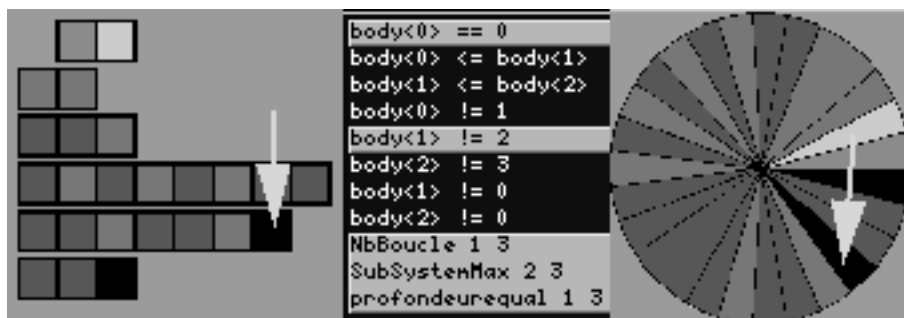 body<0> == 0
body<0> <= body<1>
body<1> <= body<2>
body<0> != 1
body<1> != 2
body<2> != 3
body<1> != 0
body<2> != 0
NbBoucle 1 3
SubSystemMax 2 3
profondeurequal 1 3